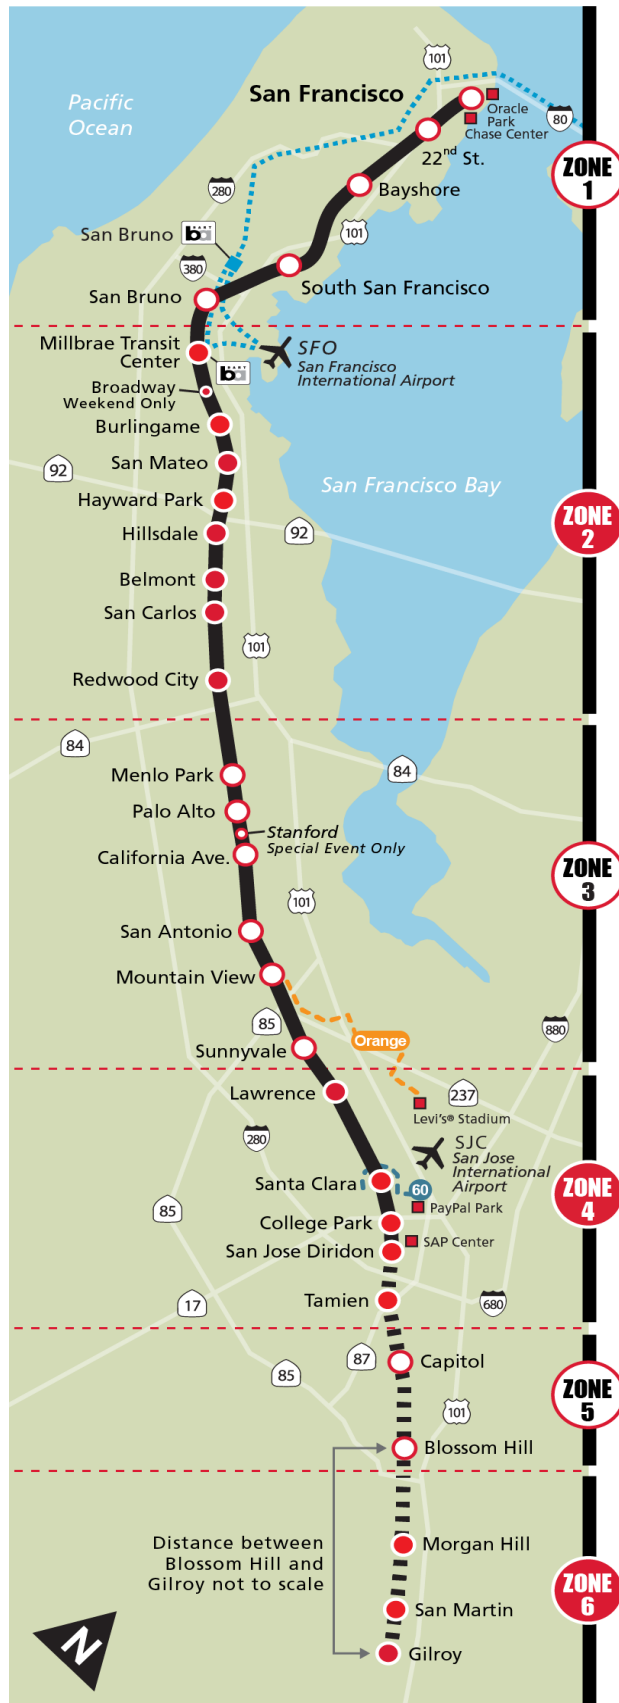 101
Pacific
Ocean
San Francisco
Oracle
Park
Chase Center
80
22nd St.
ZONE
1
280
Bayshore
101
San Bruno
BART
ba
380
South San Francisco
San Bruno
Millbrae Transit
Center
BART
ba
SFO
San Francisco
International Airport
Broadway
Weekend Only
Burlingame
92
San Mateo
San Francisco Bay
Hayward Park
ZONE
2
Hillsdale
92
Belmont
San Carlos
101
Redwood City
84
84
Menlo Park
Palo Alto
Stanford
Special Event Only
California Ave.
ZONE
3
101
San Antonio
Mountain View
85
880
Orange
Sunnyvale
Lawrence
237
Levi's® Stadium
280
SJC
San Jose
International
Airport
Santa Clara
60
ZONE
4
85
PayPal Park
College Park
SAP Center
San Jose Diridon
17
Tamien
680
87
Capitol
85
ZONE
5
101
Blossom Hill
Distance between
Blossom Hill and
Gilroy not to scale
Morgan Hill
ZONE
6
San Martin
N
Gilroy